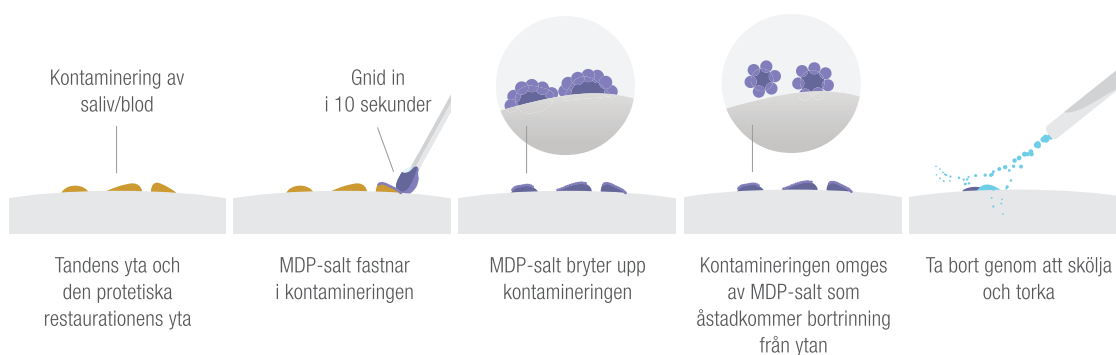 Kontaminering av
saliv/blod
Gnid in
i 10 sekunder
Tandens yta och
den protetiska
restaurationens yta
MDP-salt fastnar
i kontamineringen
MDP-salt bryter upp
kontamineringen
Kontamineringen omges
av MDP-salt som
åstadkommer bortrinning
från ytan
Ta bort genom att skölja
och torka